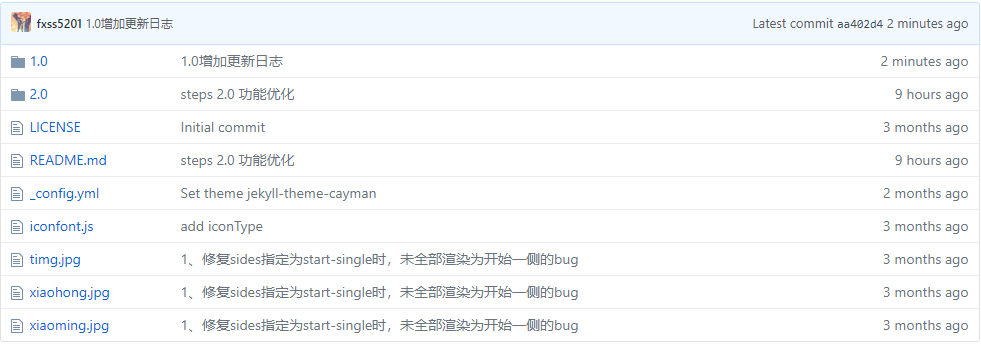 fxss5201 1.0增加更新日志 Latest commit aa402d4 2 minutes ago
1.0 1.0增加更新日志 2 minutes ago
2.0 steps 2.0 功能优化 9 hours ago
LICENSE Initial commit 3 months ago
README.md steps 2.0 功能优化 9 hours ago
_config.yml Set theme jekyll-theme-cayman 2 months ago
iconfont.js add iconType 3 months ago
timg.jpg 1、修复sides指定为start-single时，未全部渲染为开始一侧的bug 3 months ago
xiaohong.jpg 1、修复sides指定为start-single时，未全部渲染为开始一侧的bug 3 months ago
xiaoming.jpg 1、修复sides指定为start-single时，未全部渲染为开始一侧的bug 3 months ago